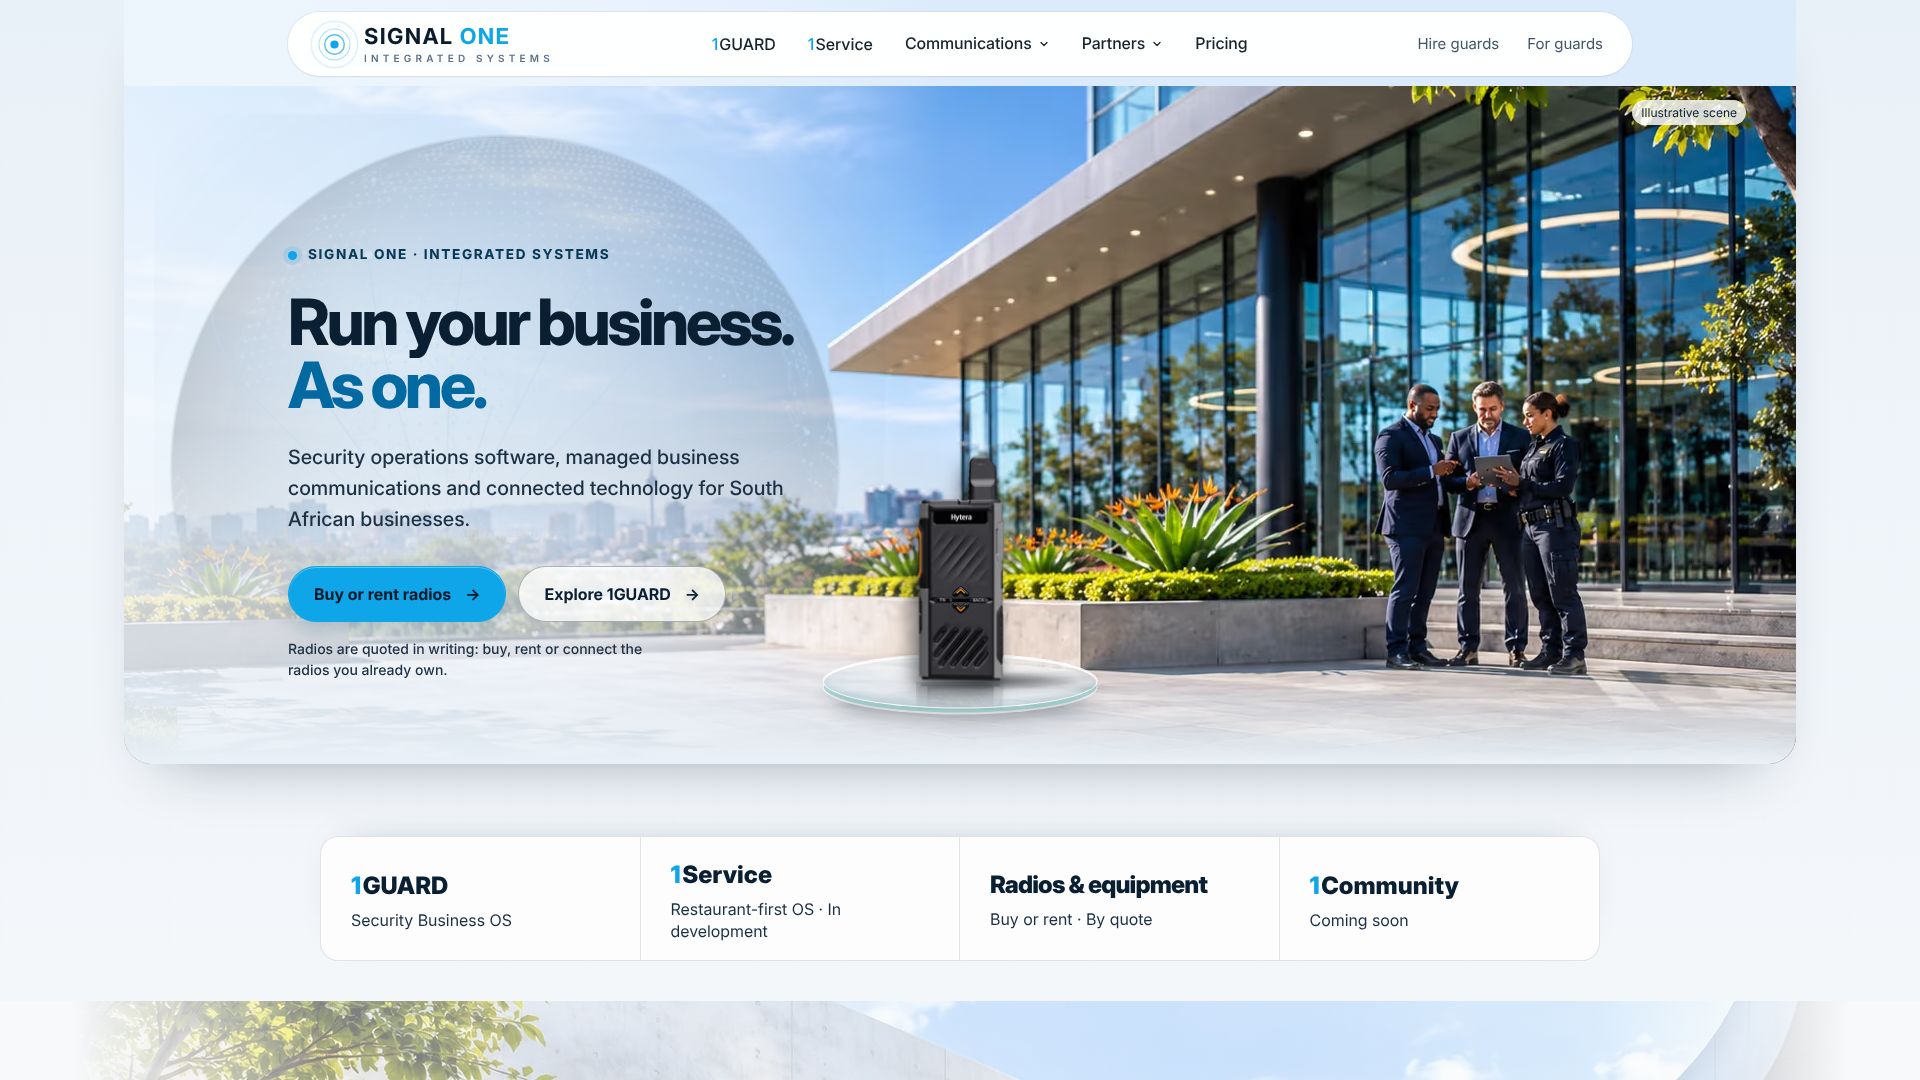 SIGNAL ONE
INTEGRATED SYSTEMS
1GUARD
1Service
Communications
Partners
Pricing
Hire guards
For guards
Illustrative scene
SIGNAL ONE · INTEGRATED SYSTEMS
Run your business.
As one.
Security operations software, managed business
communications and connected technology for South
African businesses.
Buy or rent radios →
Explore 1GUARD →
Radios are quoted in writing: buy, rent or connect the
radios you already own.
Hytera
1GUARD
Security Business OS
1Service
Restaurant-first OS · In
development
Radios & equipment
Buy or rent · By quote
1Community
Coming soon